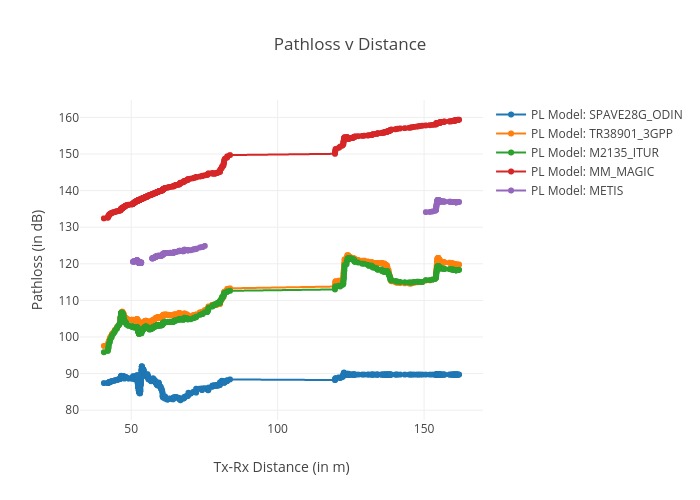 Pathloss v Distance
160
150
140
130
120
110
100
90
80
50
100
150
Pathloss (in dB)
Tx-Rx Distance (in m)
PL Model: SPAVE28G_ODIN
PL Model: TR38901_3GPP
PL Model: M2135_ITUR
PL Model: MM_MAGIC
PL Model: METIS